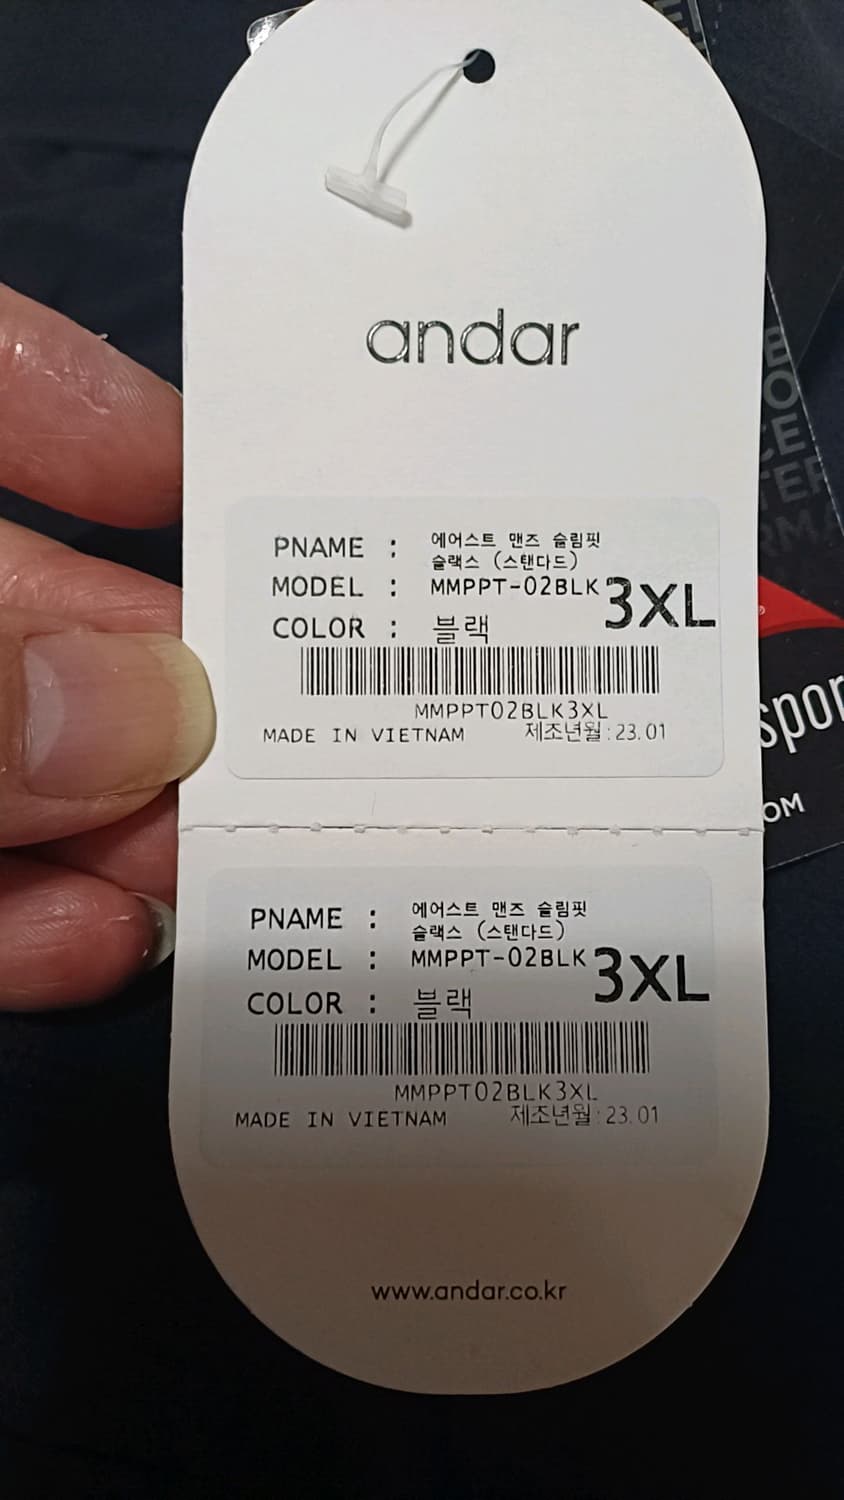 andar
PNAME : 에어스트 맨즈 슬림핏
슬랙스 (스탠다드)
MODEL : MMPPT-02BLK
3XL
COLOR : 블랙
MMPPT02BLK3XL
MADE IN VIETNAM 제조년월:23.01
PNAME : 에어스트 맨즈 슬림핏
슬랙스 (스탠다드)
MODEL : MMPPT-02BLK
3XL
COLOR : 블랙
MMPPT02BLK3XL
MADE IN VIETNAM 제조년월:23.01
www.andar.co.kr